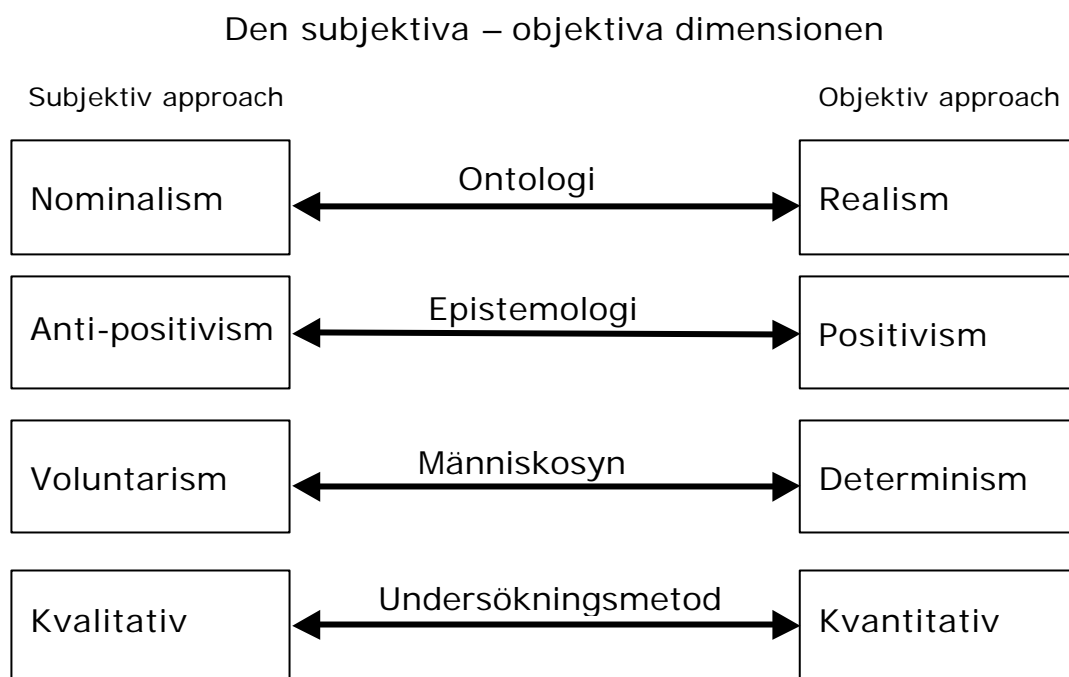 Den subjektiva – objektiva dimensionen
Subjektiv approach
Objektiv approach
Nominalism
Ontologi
Realism
Anti-positivism
Epistemologi
Positivism
Voluntarism
Människosyn
Determinism
Kvalitativ
Undersökningsmetod
Kvantitativ